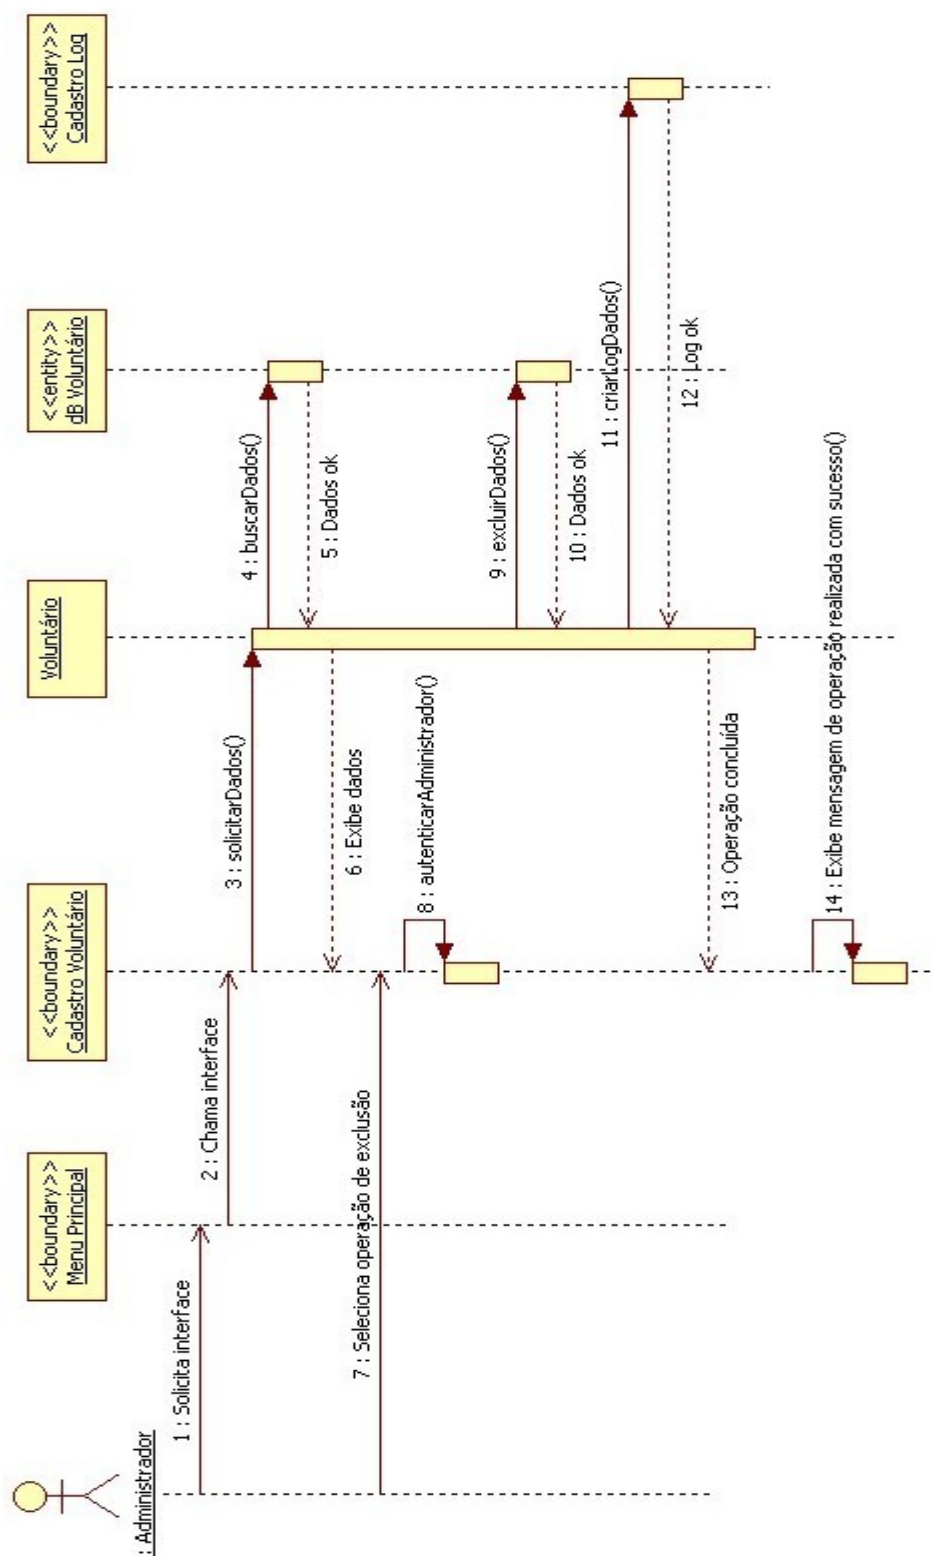 : Administrador
<<boundary>>
Menu Principal
<<boundary>>
Cadastro Voluntário
Voluntário
<<entity>>
dB Voluntário
<<boundary>>
Cadastro Log
1 : Solicita interface
2 : Chama interface
3 : solicitarDados()
4 : buscarDados()
5 : Dados ok
6 : Exibe dados
7 : Seleciona operação de exclusão
8 : autenticarAdministrador()
9 : excluirDados()
10 : Dados ok
11 : criarLogDados()
12 : Log ok
13 : Operação concluída
14 : Exibe mensagem de operação realizada com sucesso()